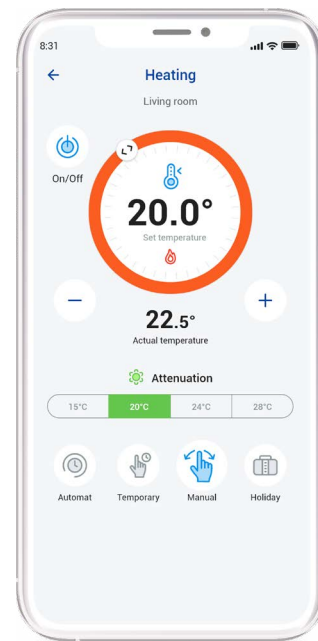 8:31
Heating
Living room
On/Off
20.0°
Set temperature
22.5°
Actual temperature
Attenuation
15°C 20°C 24°C 28°C
Automat Temporary Manual Holiday